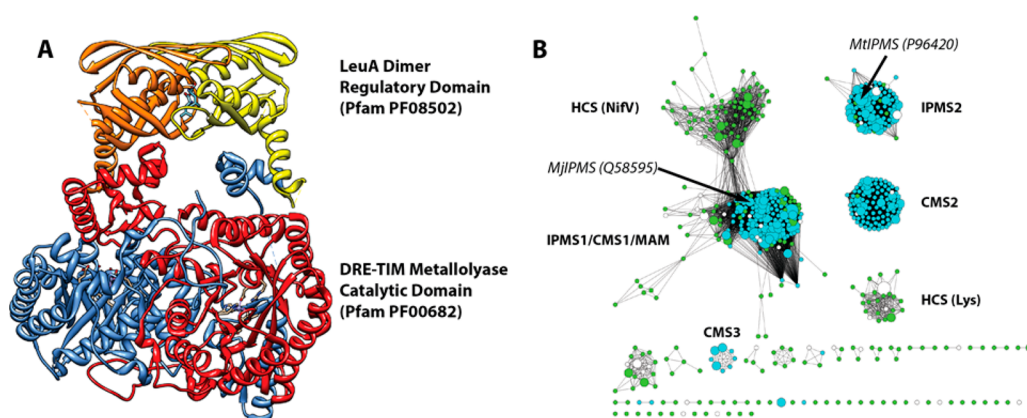 A
LeuA Dimer
Regulatory Domain
(Pfam PF08502)
DRE-TIM Metallolyase
Catalytic Domain
(Pfam PF00682)
B
MtIPMS (P96420)
HCS (NifV)
IPMS2
MjIPMS (Q58595)
CMS2
IPMS1/CMS1/MAM
HCS (Lys)
CMS3